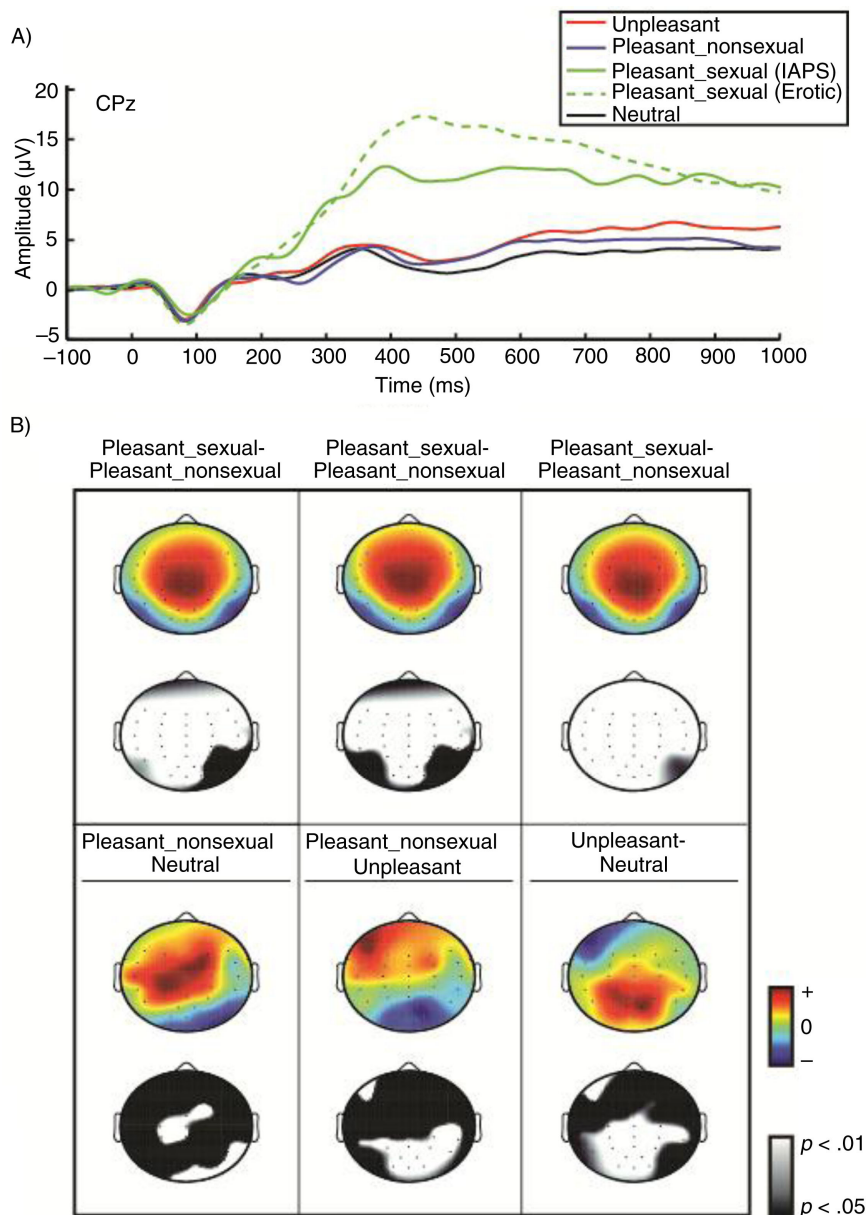 A)
Unpleasant
Pleasant_nonsexual
Pleasant_sexual (IAPS)
Pleasant_sexual (Erotic)
Neutral
CPz
Amplitude (µV)
20
15
10
5
0
–5
–100 0 100 200 300 400 500 600 700 800 900 1000
Time (ms)
B)
Pleasant_sexual-
Pleasant_nonsexual
Pleasant_sexual-
Pleasant_nonsexual
Pleasant_sexual-
Pleasant_nonsexual
Pleasant_nonsexual
Neutral
Pleasant_nonsexual
Unpleasant
Unpleasant-
Neutral
+
0
–
p < .01
p < .05